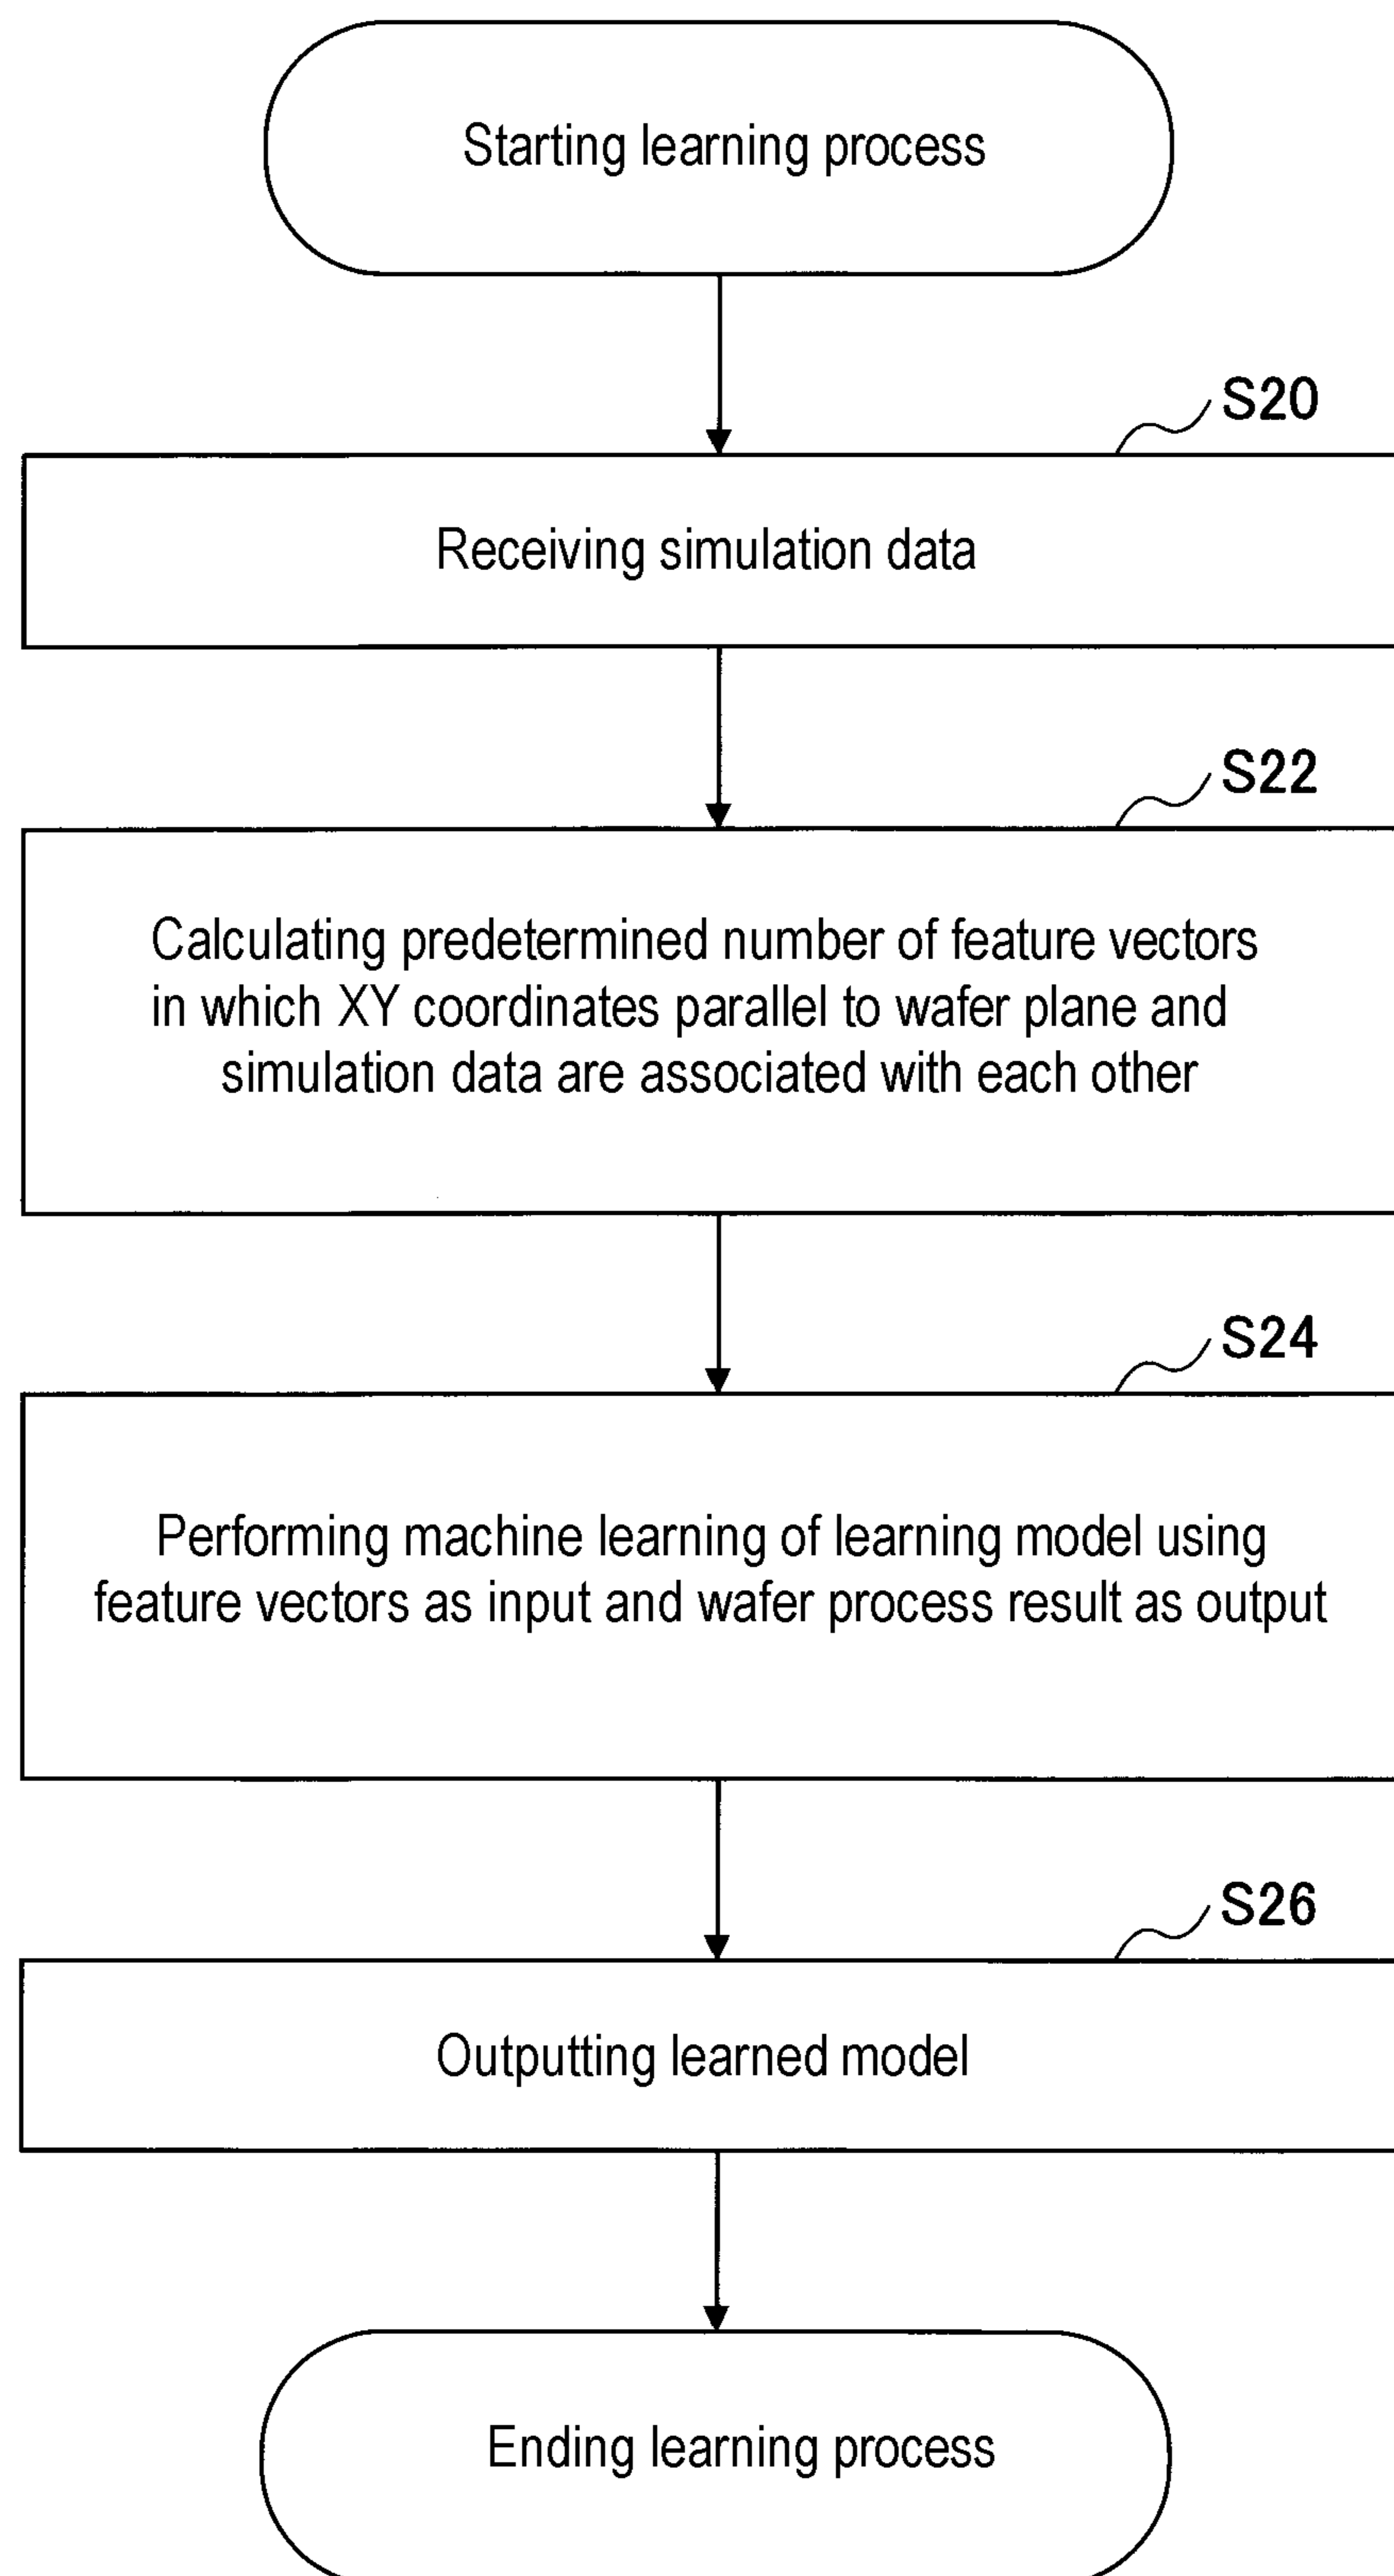 Starting learning process
S20
Receiving simulation data
S22
Calculating predetermined number of feature vectors
in which XY coordinates parallel to wafer plane and
simulation data are associated with each other
S24
Performing machine learning of learning model using
feature vectors as input and wafer process result as output
S26
Outputting learned model
Ending learning process